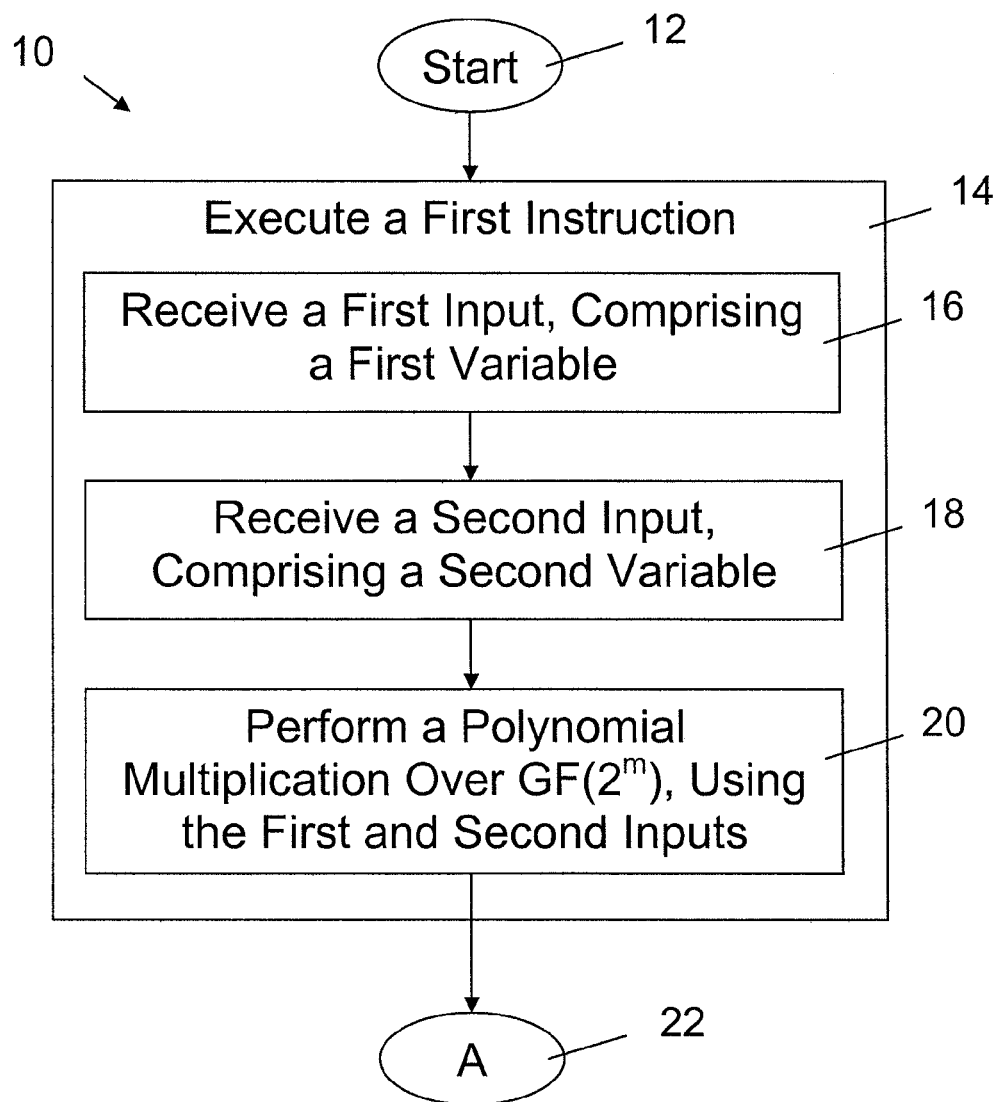 10
Start
12
Execute a First Instruction
14
Receive a First Input, Comprising
a First Variable
16
Receive a Second Input,
Comprising a Second Variable
18
Perform a Polynomial
Multiplication Over GF(2^m), Using
the First and Second Inputs
20
A
22